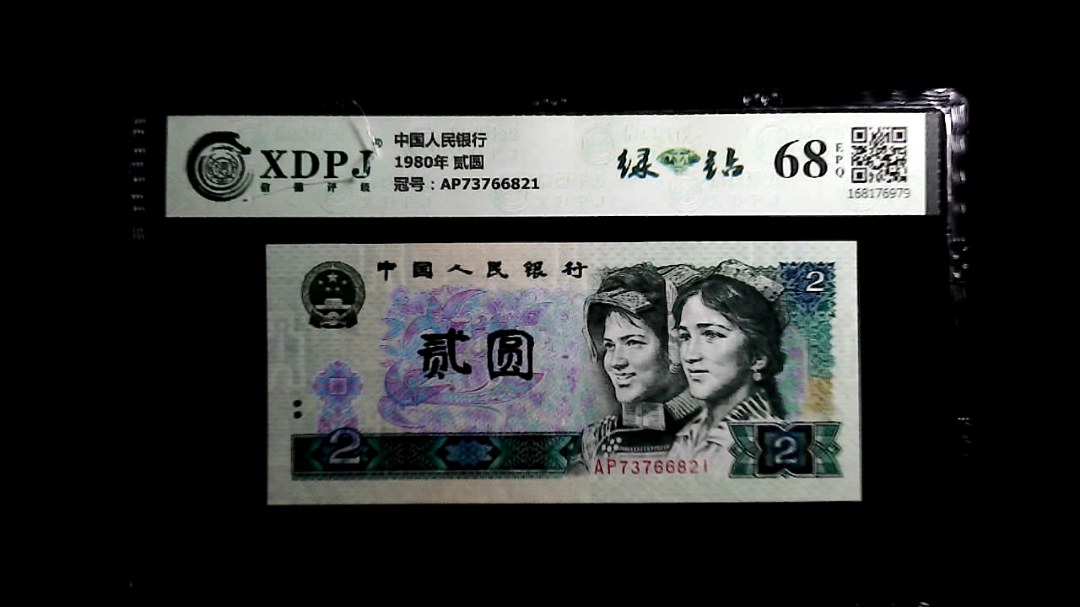 XDPJ®
中国人民银行
1980年 贰圆
冠号：AP73766821
绿钻
68
EPQ
168176979
中国人民银行
2
贰圆
2
AP73766821
2